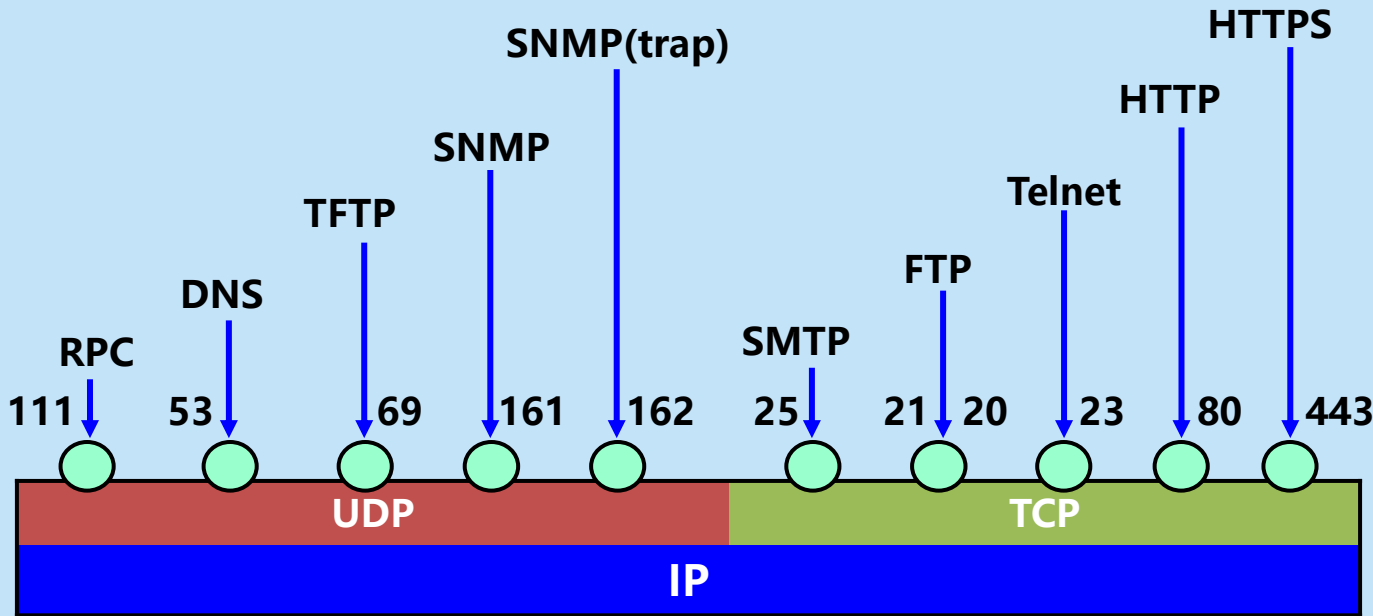 HTTPS
SNMP(trap)
HTTP
SNMP
Telnet
TFTP
FTP
DNS
SMTP
RPC
111 53 69 161 162 25 21 20 23 80 443
UDP TCP
IP